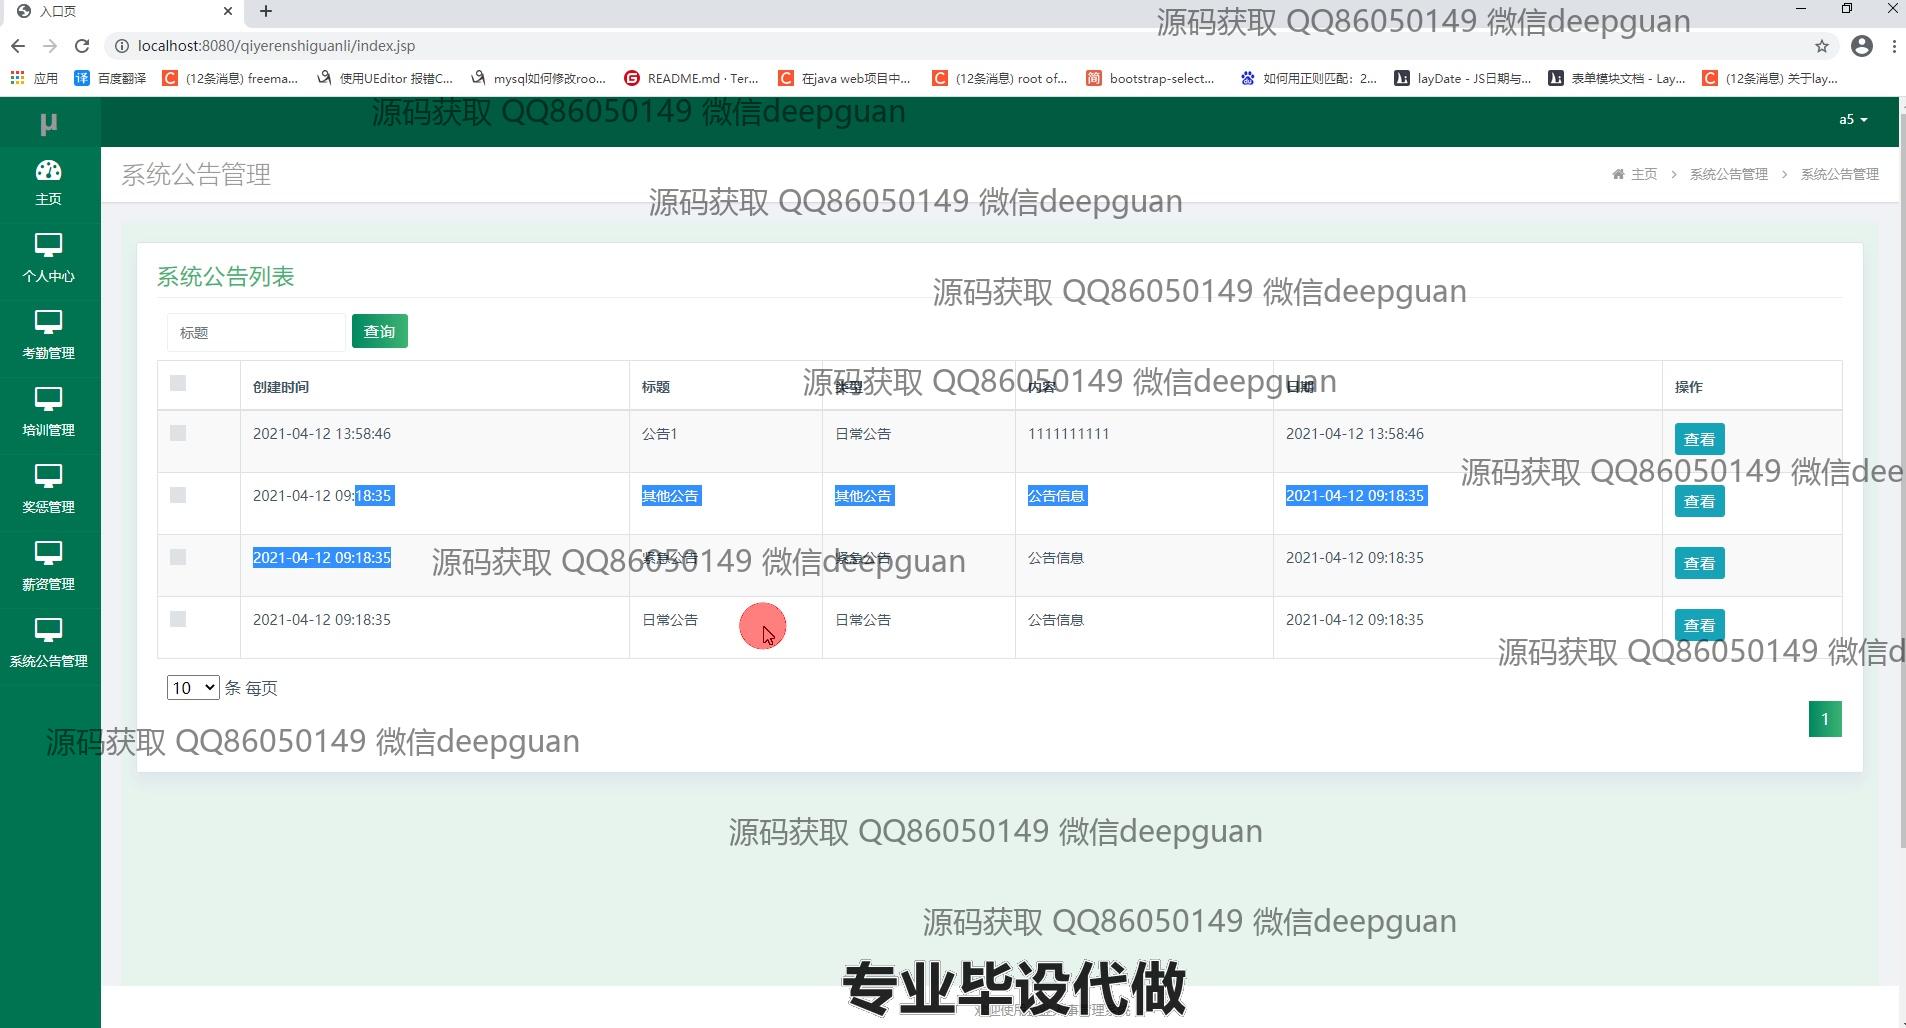 入口页
源码获取 QQ86050149 微信deepguan
localhost:8080/qiyerenshiguanli/index.jsp
应用 百度翻译 (12条消息) freema... 使用UEditor 报错C... mysql如何修改roo... README.md · Ter... 在java web项目中... (12条消息) root of... bootstrap-select... 如何用正则匹配：2... layDate - JS日期与... 表单模块文档 - Lay... (12条消息) 关于lay...
源码获取 QQ86050149 微信deepguan
μ
a5
主页
系统公告管理
主页 > 系统公告管理 > 系统公告管理
源码获取 QQ86050149 微信deepguan
个人中心
系统公告列表
源码获取 QQ86050149 微信deepguan
标题 查询
考勤管理
源码获取 QQ86050149 微信deepguan
创建时间 标题 类型 内容 日期 操作
培训管理
2021-04-12 13:58:46 公告1 日常公告 1111111111 2021-04-12 13:58:46 查看
源码获取 QQ86050149 微信dee
2021-04-12 09:18:35 其他公告 其他公告 公告信息 2021-04-12 09:18:35 查看
奖惩管理
2021-04-12 09:18:35 紧急公告 紧急公告 公告信息 2021-04-12 09:18:35 查看
源码获取 QQ86050149 微信deepguan
薪资管理
2021-04-12 09:18:35 日常公告 日常公告 公告信息 2021-04-12 09:18:35 查看
源码获取 QQ86050149 微信d
系统公告管理
10 条 每页
1
源码获取 QQ86050149 微信deepguan
源码获取 QQ86050149 微信deepguan
源码获取 QQ86050149 微信deepguan
专业毕设代做